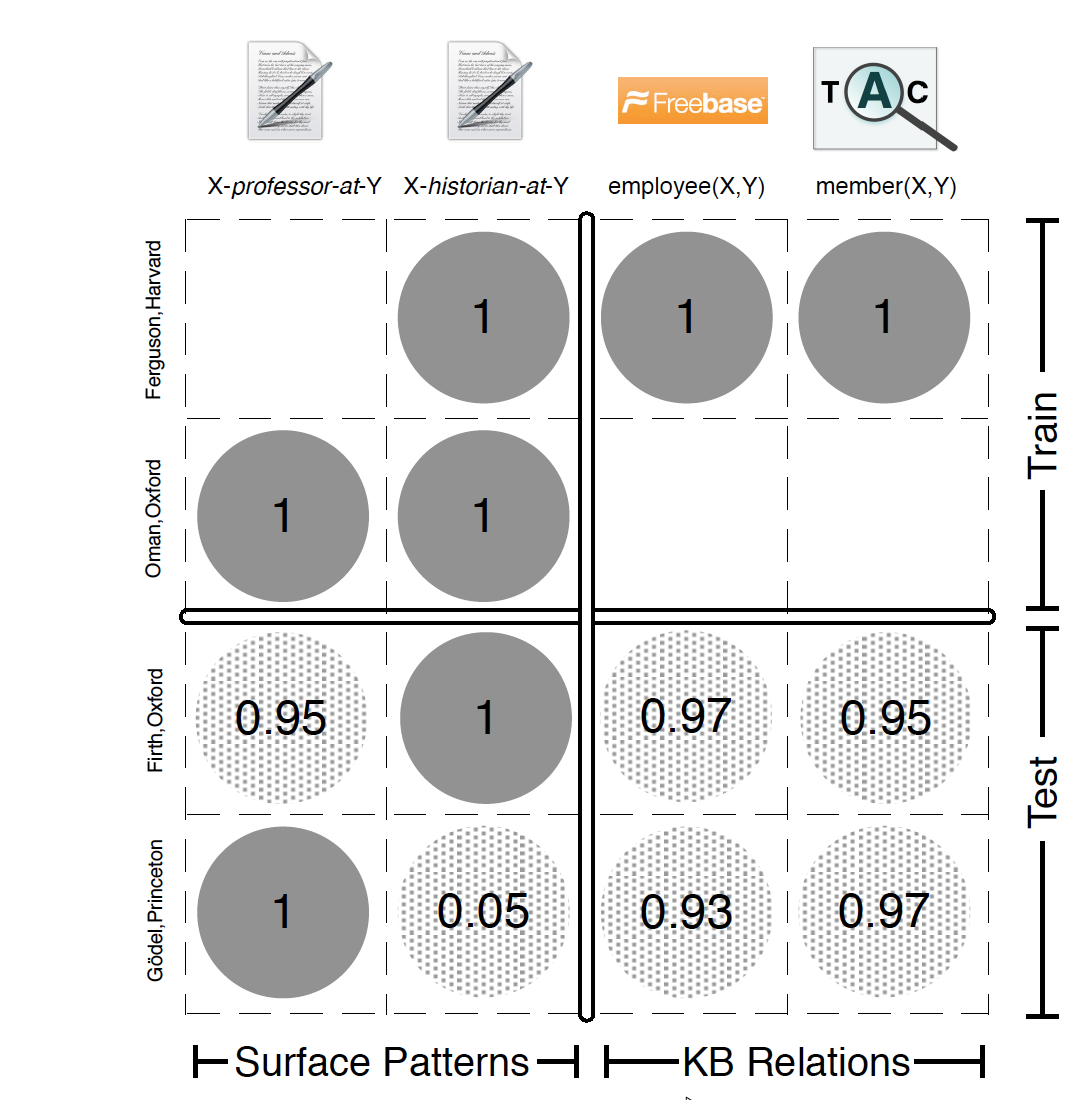 TAC
Freebase
X-professor-at-Y X-historian-at-Y employee(X,Y) member(X,Y)
Ferguson,Harvard
1 1 1
Train
Oman,Oxford
1 1
Firth,Oxford
0.95 1 0.97 0.95
Test
Gödel,Princeton
1 0.05 0.93 0.97
Surface Patterns KB Relations